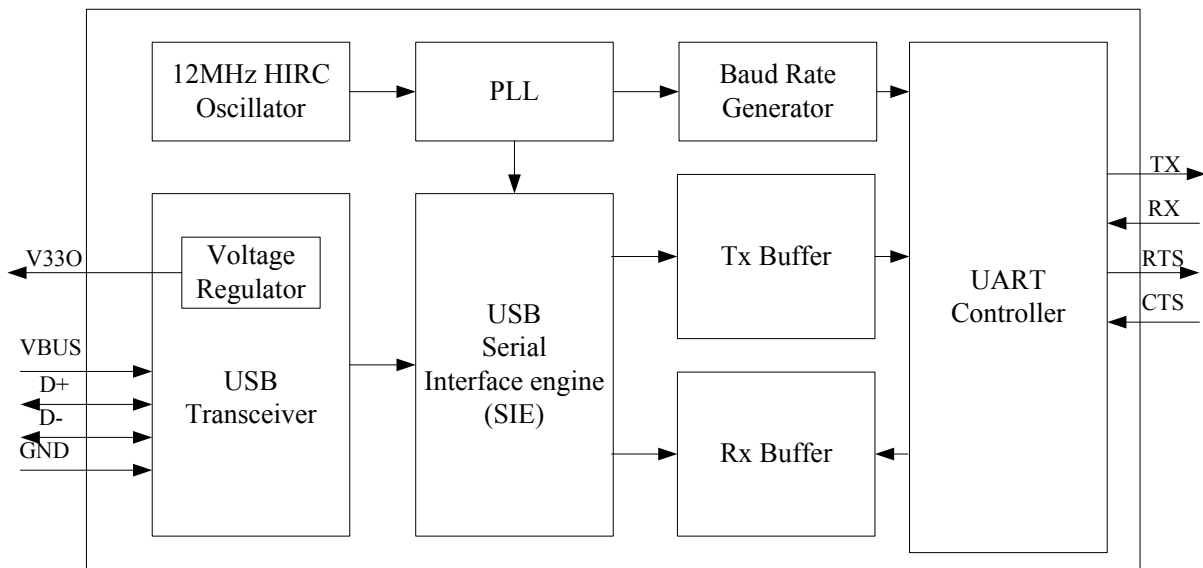 12MHz HIRC
Oscillator
PLL
Baud Rate
Generator
V33O
Voltage
Regulator
VBUS
D+
D-
GND
USB
Transceiver
USB
Serial
Interface engine
(SIE)
Tx Buffer
Rx Buffer
UART
Controller
TX
RX
RTS
CTS